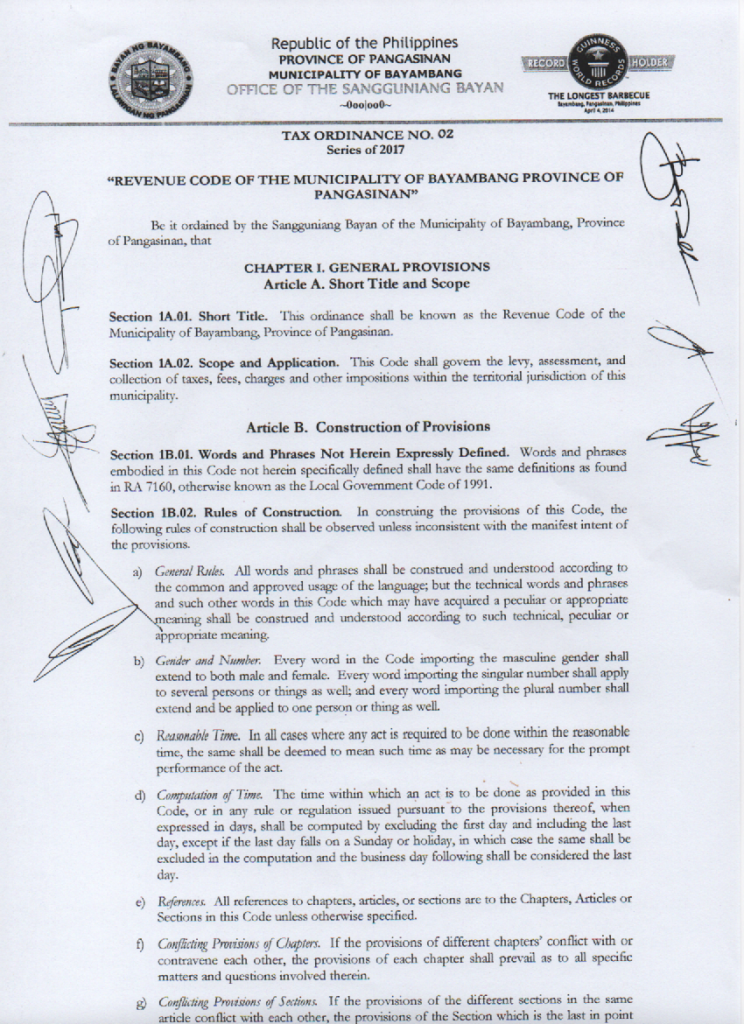 Republic of the Philippines
PROVINCE OF PANGASINAN
MUNICIPALITY OF BAYAMBANG
OFFICE OF THE SANGGUNIANG BAYAN
~0oo|oo0~
BAYAN NG BAYAMBANG
LALAWIGAN NG PANGASINAN
RECORD HOLDER
GUINNESS WORLD RECORDS
THE LONGEST BARBECUE
Bayambang, Pangasinan, Philippines
April 4, 2014
TAX ORDINANCE NO. 02
Series of 2017
“REVENUE CODE OF THE MUNICIPALITY OF BAYAMBANG PROVINCE OF
PANGASINAN”
Be it ordained by the Sangguniang Bayan of the Municipality of Bayambang, Province
of Pangasinan, that
CHAPTER I. GENERAL PROVISIONS
Article A. Short Title and Scope
Section 1A.01. Short Title. This ordinance shall be known as the Revenue Code of the
Municipality of Bayambang, Province of Pangasinan.
Section 1A.02. Scope and Application. This Code shall govern the levy, assessment, and
collection of taxes, fees, charges and other impositions within the territorial jurisdiction of this
municipality.
Article B. Construction of Provisions
Section 1B.01. Words and Phrases Not Herein Expressly Defined. Words and phrases
embodied in this Code not herein specifically defined shall have the same definitions as found
in RA 7160, otherwise known as the Local Government Code of 1991.
Section 1B.02. Rules of Construction. In construing the provisions of this Code, the
following rules of construction shall be observed unless inconsistent with the manifest intent of
the provisions.
a) General Rules. All words and phrases shall be construed and understood according to
the common and approved usage of the language; but the technical words and phrases
and such other words in this Code which may have acquired a peculiar or appropriate
meaning shall be construed and understood according to such technical, peculiar or
appropriate meaning.
b) Gender and Number. Every word in the Code importing the masculine gender shall
extend to both male and female. Every word importing the singular number shall apply
to several persons or things as well; and every word importing the plural number shall
extend and be applied to one person or thing as well.
c) Reasonable Time. In all cases where any act is required to be done within the reasonable
time, the same shall be deemed to mean such time as may be necessary for the prompt
performance of the act.
d) Computation of Time. The time within which an act is to be done as provided in this
Code, or in any rule or regulation issued pursuant to the provisions thereof, when
expressed in days, shall be computed by excluding the first day and including the last
day, except if the last day falls on a Sunday or holiday, in which case the same shall be
excluded in the computation and the business day following shall be considered the last
day.
e) References. All references to chapters, articles, or sections are to the Chapters, Articles or
Sections in this Code unless otherwise specified.
f) Conflicting Provisions of Chapters. If the provisions of different chapters’ conflict with or
contravene each other, the provisions of each chapter shall prevail as to all specific
matters and questions involved therein.
g) Conflicting Provisions of Sections. If the provisions of the different sections in the same
article conflict with each other, the provisions of the Section which is the last in point